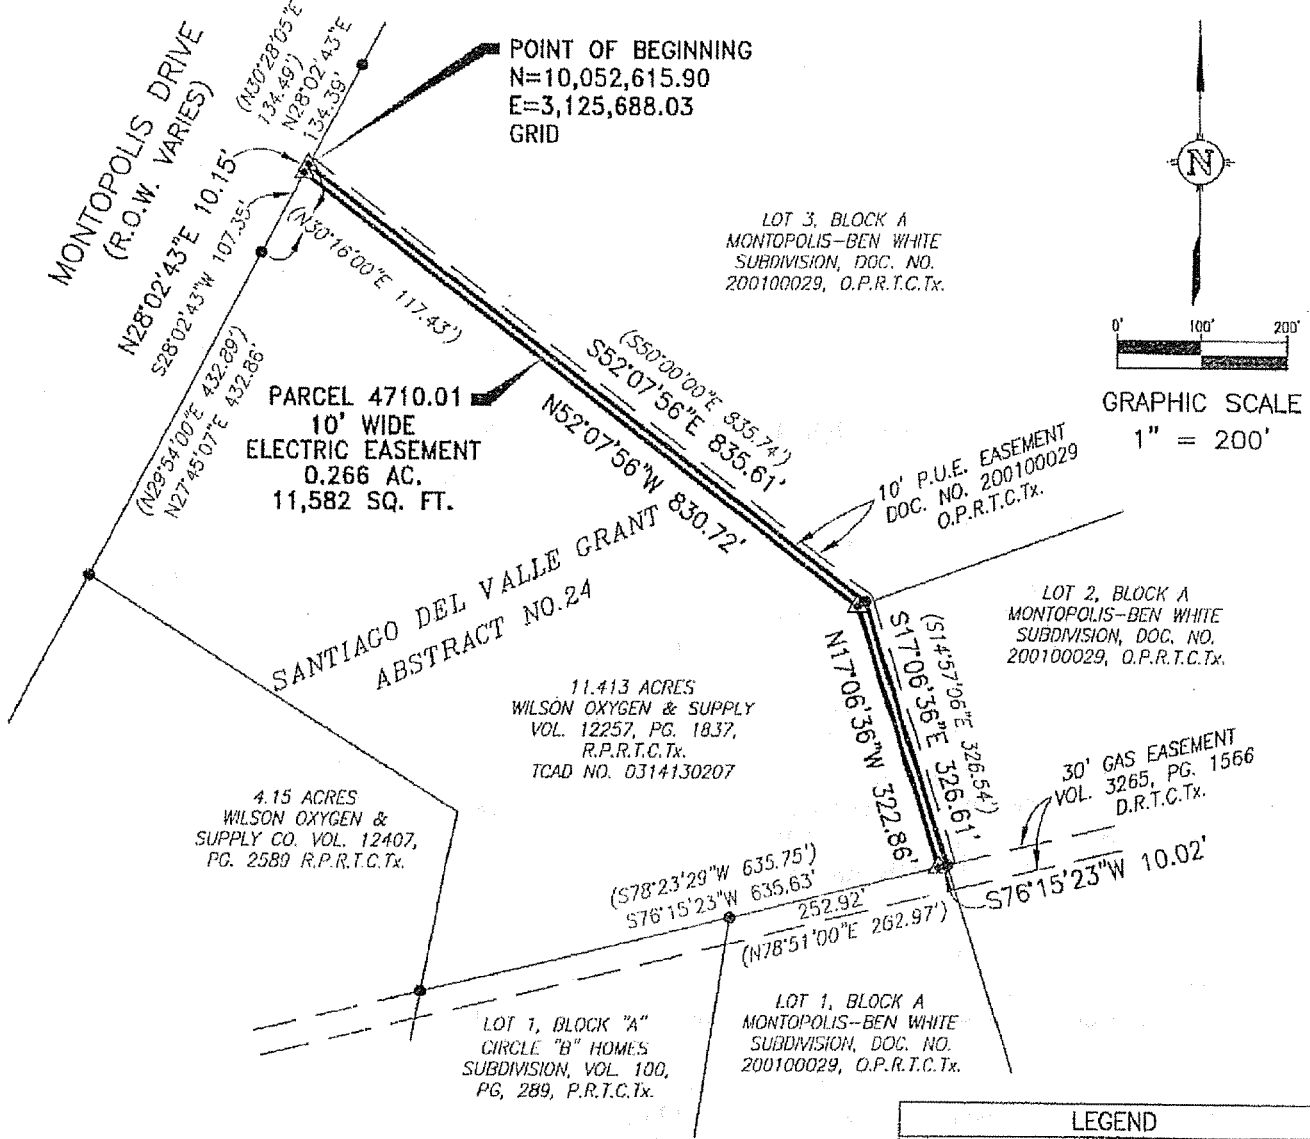 MONTOPOLIS DRIVE
(R.O.W. VARIES)
(N30°28'05"E
134.49')
N28°02'43"E
134.39'
POINT OF BEGINNING
N=10,052,615.90
E=3,125,688.03
GRID
N
N28°02'43"E 10.15'
S28°02'43"W 107.35'
(N30°16'00"E 117.43')
(N29°54'00"E 432.89')
N27°45'07"E 432.86'
LOT 3, BLOCK A
MONTOPOLIS-BEN WHITE
SUBDIVISION, DOC. NO.
200100029, O.P.R.T.C.Tx.
0' 100' 200'
GRAPHIC SCALE
1" = 200'
PARCEL 4710.01
10' WIDE
ELECTRIC EASEMENT
0.266 AC.
11,582 SQ. FT.
(S50°00'00"E 835.74')
S52°07'56"E 835.61'
N52°07'56"W 830.72'
10' P.U.E. EASEMENT
DOC. NO. 200100029
O.P.R.T.C.Tx.
SANTIAGO DEL VALLE GRANT
ABSTRACT NO.24
LOT 2, BLOCK A
MONTOPOLIS-BEN WHITE
SUBDIVISION, DOC. NO.
200100029, O.P.R.T.C.Tx.
(S14°57'06"E 326.54')
S17°06'36"E 326.61'
N17°06'36"W 322.86'
11.413 ACRES
WILSON OXYGEN & SUPPLY
VOL. 12257, PG. 1837,
R.P.R.T.C.Tx.
TCAD NO. 0314130207
30' GAS EASEMENT
VOL. 3265, PG. 1566
D.R.T.C.Tx.
4.15 ACRES
WILSON OXYGEN &
SUPPLY CO. VOL. 12407,
PG. 2589 R.P.R.T.C.Tx.
(S78°23'29"W 635.75')
S76°15'23"W 635.63'
S76°15'23"W 10.02'
252.92'
(N78°51'00"E 262.97')
LOT 1, BLOCK "A"
CIRCLE "B" HOMES
SUBDIVISION, VOL. 100,
PG, 289, P.R.T.C.Tx.
LOT 1, BLOCK A
MONTOPOLIS-BEN WHITE
SUBDIVISION, DOC. NO.
200100029, O.P.R.T.C.Tx.
LEGEND